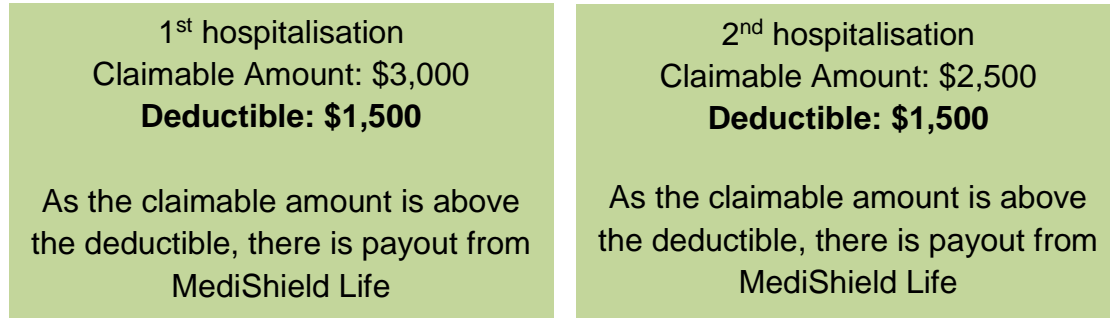 1st hospitalisation
Claimable Amount: $3,000
Deductible: $1,500
As the claimable amount is above
the deductible, there is payout from
MediShield Life
2nd hospitalisation
Claimable Amount: $2,500
Deductible: $1,500
As the claimable amount is above
the deductible, there is payout from
MediShield Life